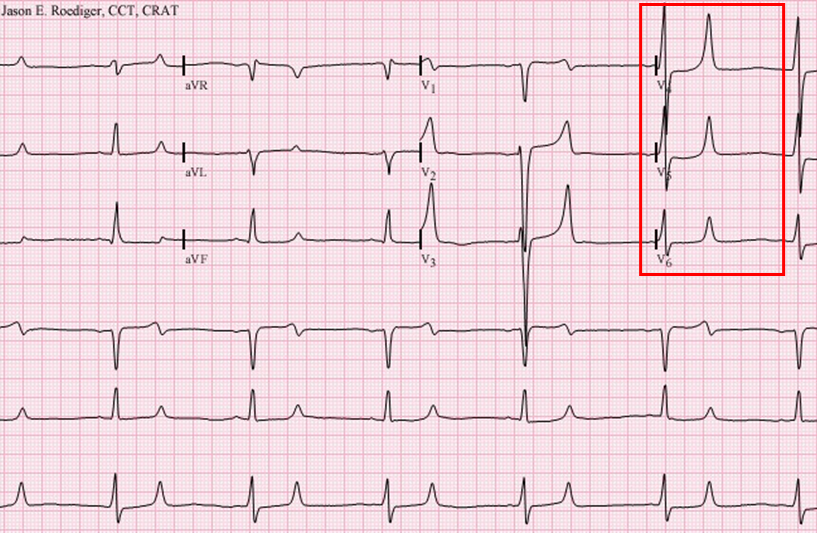 Jason E. Roediger, CCT, CRAT
aVR
V1
V4
aVL
V2
V5
aVF
V3
V6